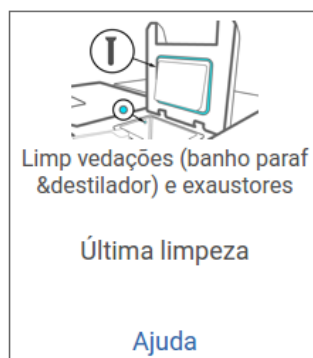 Limp vedações (banho paraf
&destilador) e exaustores
Última limpeza
Ajuda